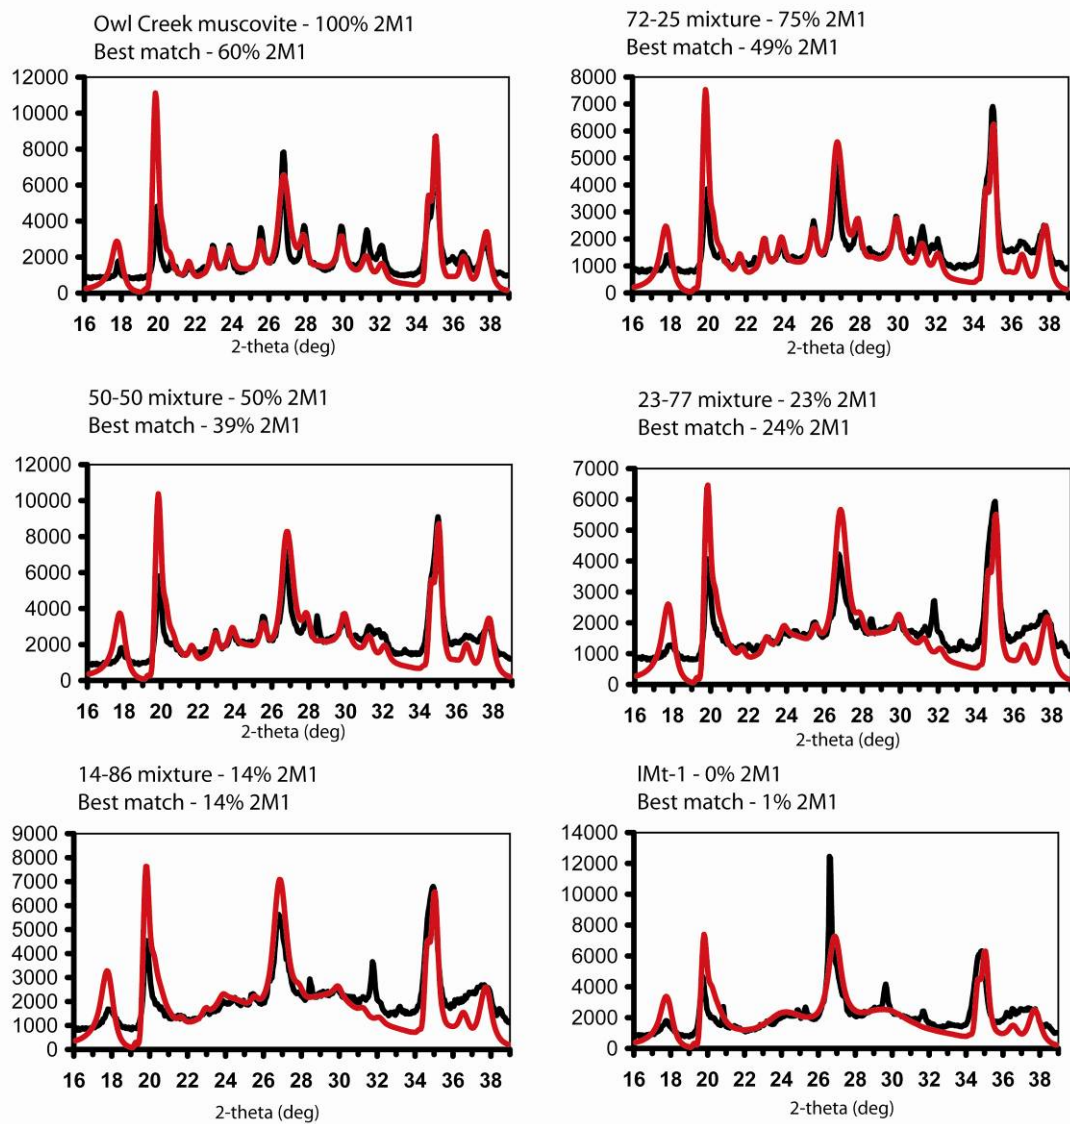 Owl Creek muscovite - 100% 2M1
Best match - 60% 2M1
12000
10000
8000
6000
4000
2000
0
16 18 20 22 24 26 28 30 32 34 36 38
2-theta (deg)
72-25 mixture - 75% 2M1
Best match - 49% 2M1
8000
7000
6000
5000
4000
3000
2000
1000
0
16 18 20 22 24 26 28 30 32 34 36 38
2-theta (deg)
50-50 mixture - 50% 2M1
Best match - 39% 2M1
12000
10000
8000
6000
4000
2000
0
16 18 20 22 24 26 28 30 32 34 36 38
2-theta (deg)
23-77 mixture - 23% 2M1
Best match - 24% 2M1
7000
6000
5000
4000
3000
2000
1000
0
16 18 20 22 24 26 28 30 32 34 36 38
2-theta (deg)
14-86 mixture - 14% 2M1
Best match - 14% 2M1
9000
8000
7000
6000
5000
4000
3000
2000
1000
0
16 18 20 22 24 26 28 30 32 34 36 38
2-theta (deg)
IMt-1 - 0% 2M1
Best match - 1% 2M1
14000
12000
10000
8000
6000
4000
2000
0
16 18 20 22 24 26 28 30 32 34 36 38
2-theta (deg)